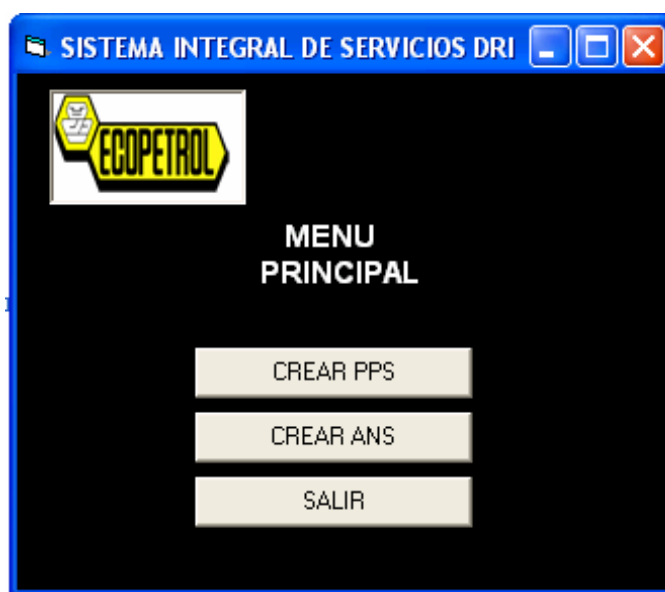 SISTEMA INTEGRAL DE SERVICIOS DRI
ECOPETROL
MENU
PRINCIPAL
CREAR PPS
CREAR ANS
SALIR